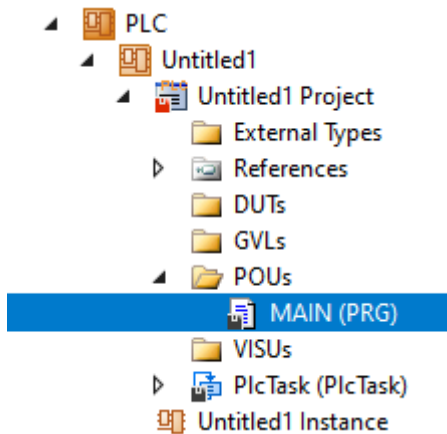 PLC
Untitled1
Untitled1 Project
External Types
References
DUTs
GVLs
POUs
MAIN (PRG)
VISUs
PlcTask (PlcTask)
Untitled1 Instance